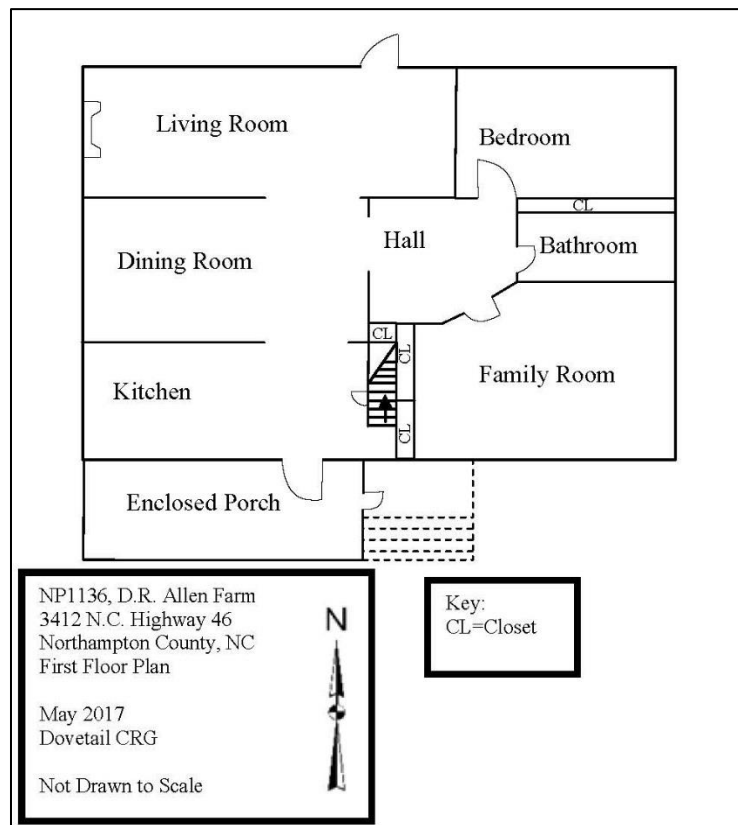 Living Room
Bedroom
CL
Hall
Bathroom
Dining Room
CL
CL
Family Room
Kitchen
CL
Enclosed Porch
NP1136, D.R. Allen Farm
3412 N.C. Highway 46
Northampton County, NC
First Floor Plan
May 2017
Dovetail CRG
Not Drawn to Scale
N
Key:
CL=Closet